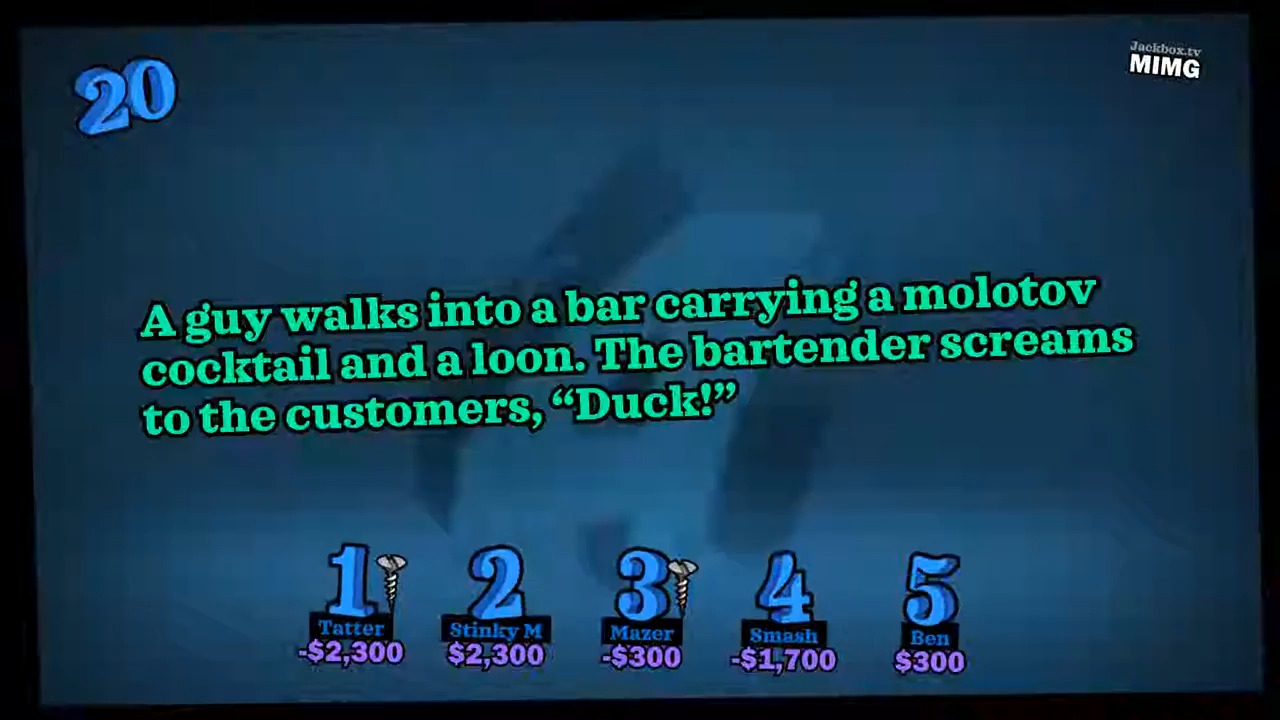 20
Jackbox.tv
MIMG
A guy walks into a bar carrying a molotov
cocktail and a loon. The bartender screams
to the customers, “Duck!”
1 2 3 4 5
Tatter Stinky M Mazer Smash Ben
-$2,300 $2,300 -$300 -$1,700 $300